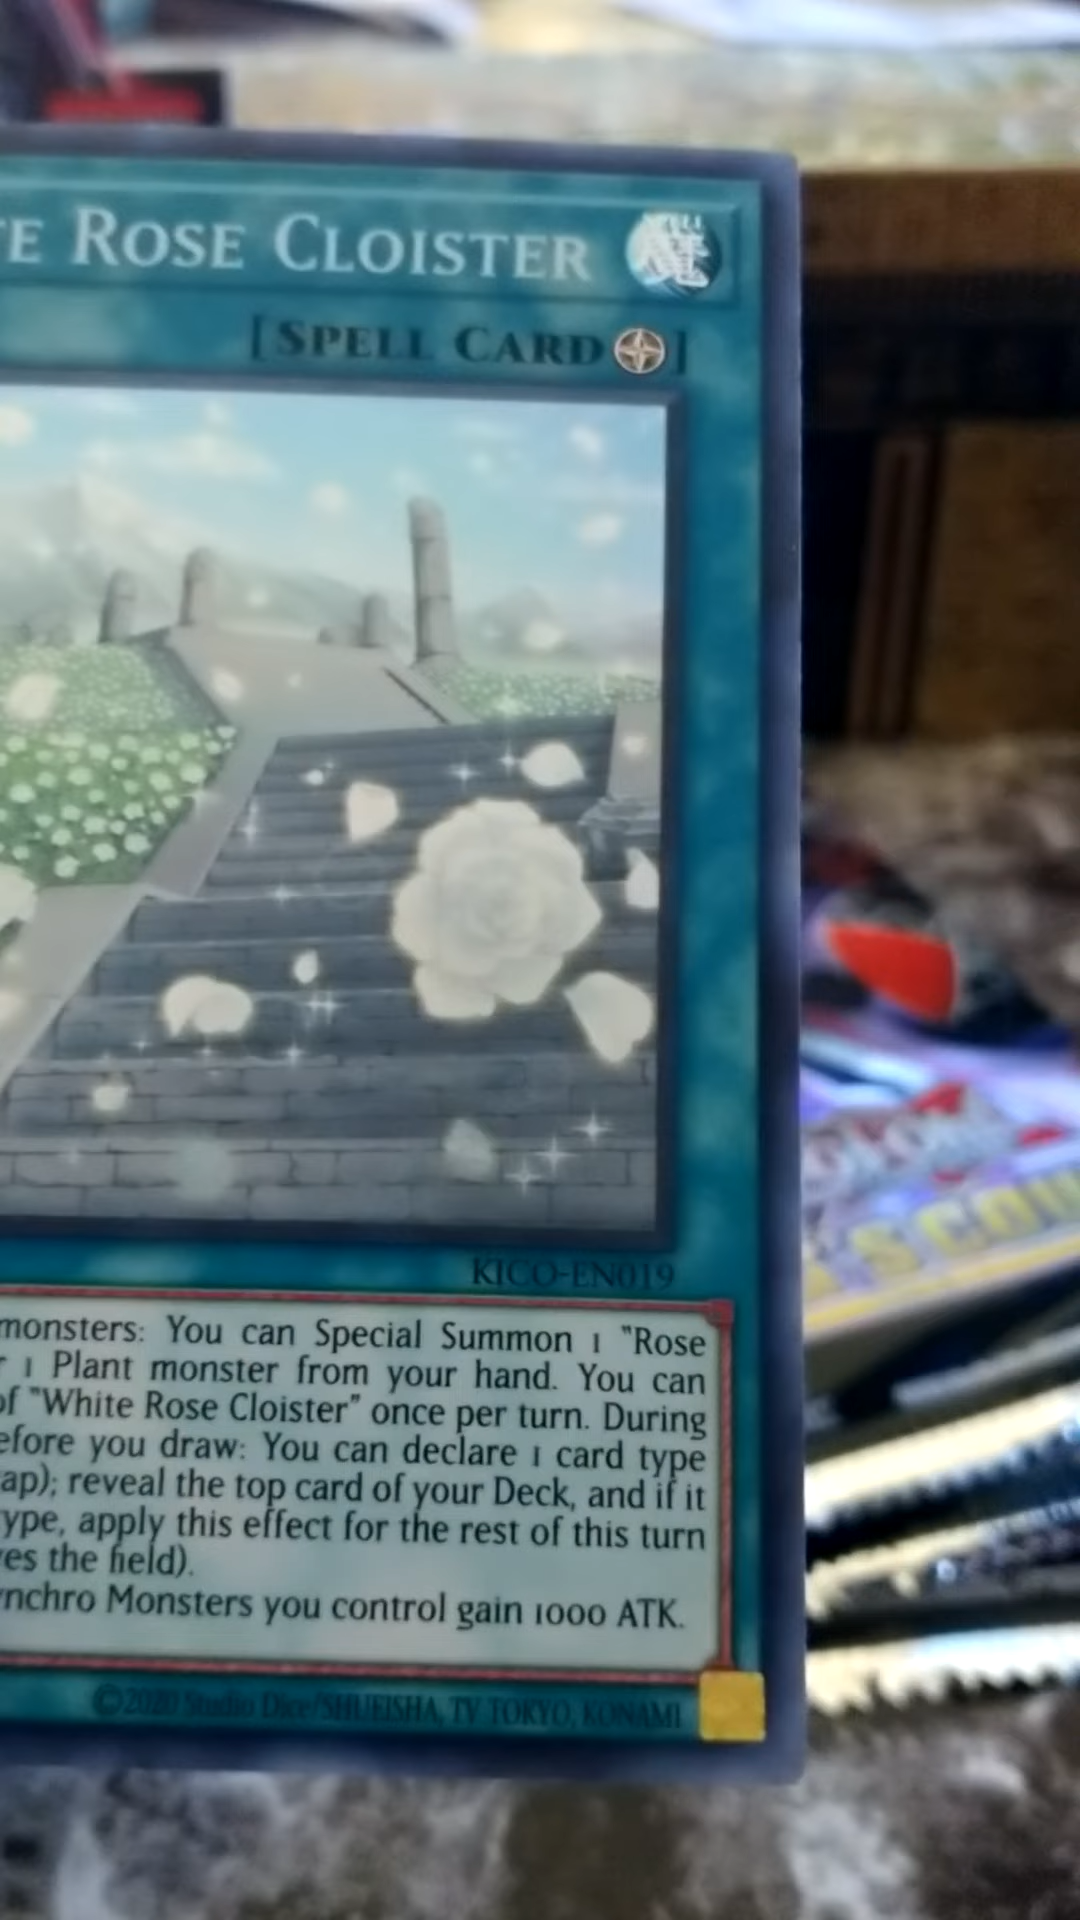 TE ROSE CLOISTER
[SPELL CARD]
KICO-EN019
monsters: You can Special Summon 1 "Rose
r 1 Plant monster from your hand. You can
of "White Rose Cloister" once per turn. During
efore you draw: You can declare 1 card type
ap); reveal the top card of your Deck, and if it
ype, apply this effect for the rest of this turn
es the field).
nchro Monsters you control gain 1000 ATK.
©2020 Studio Dice/SHUEISHA, TV TOKYO, KONAMI